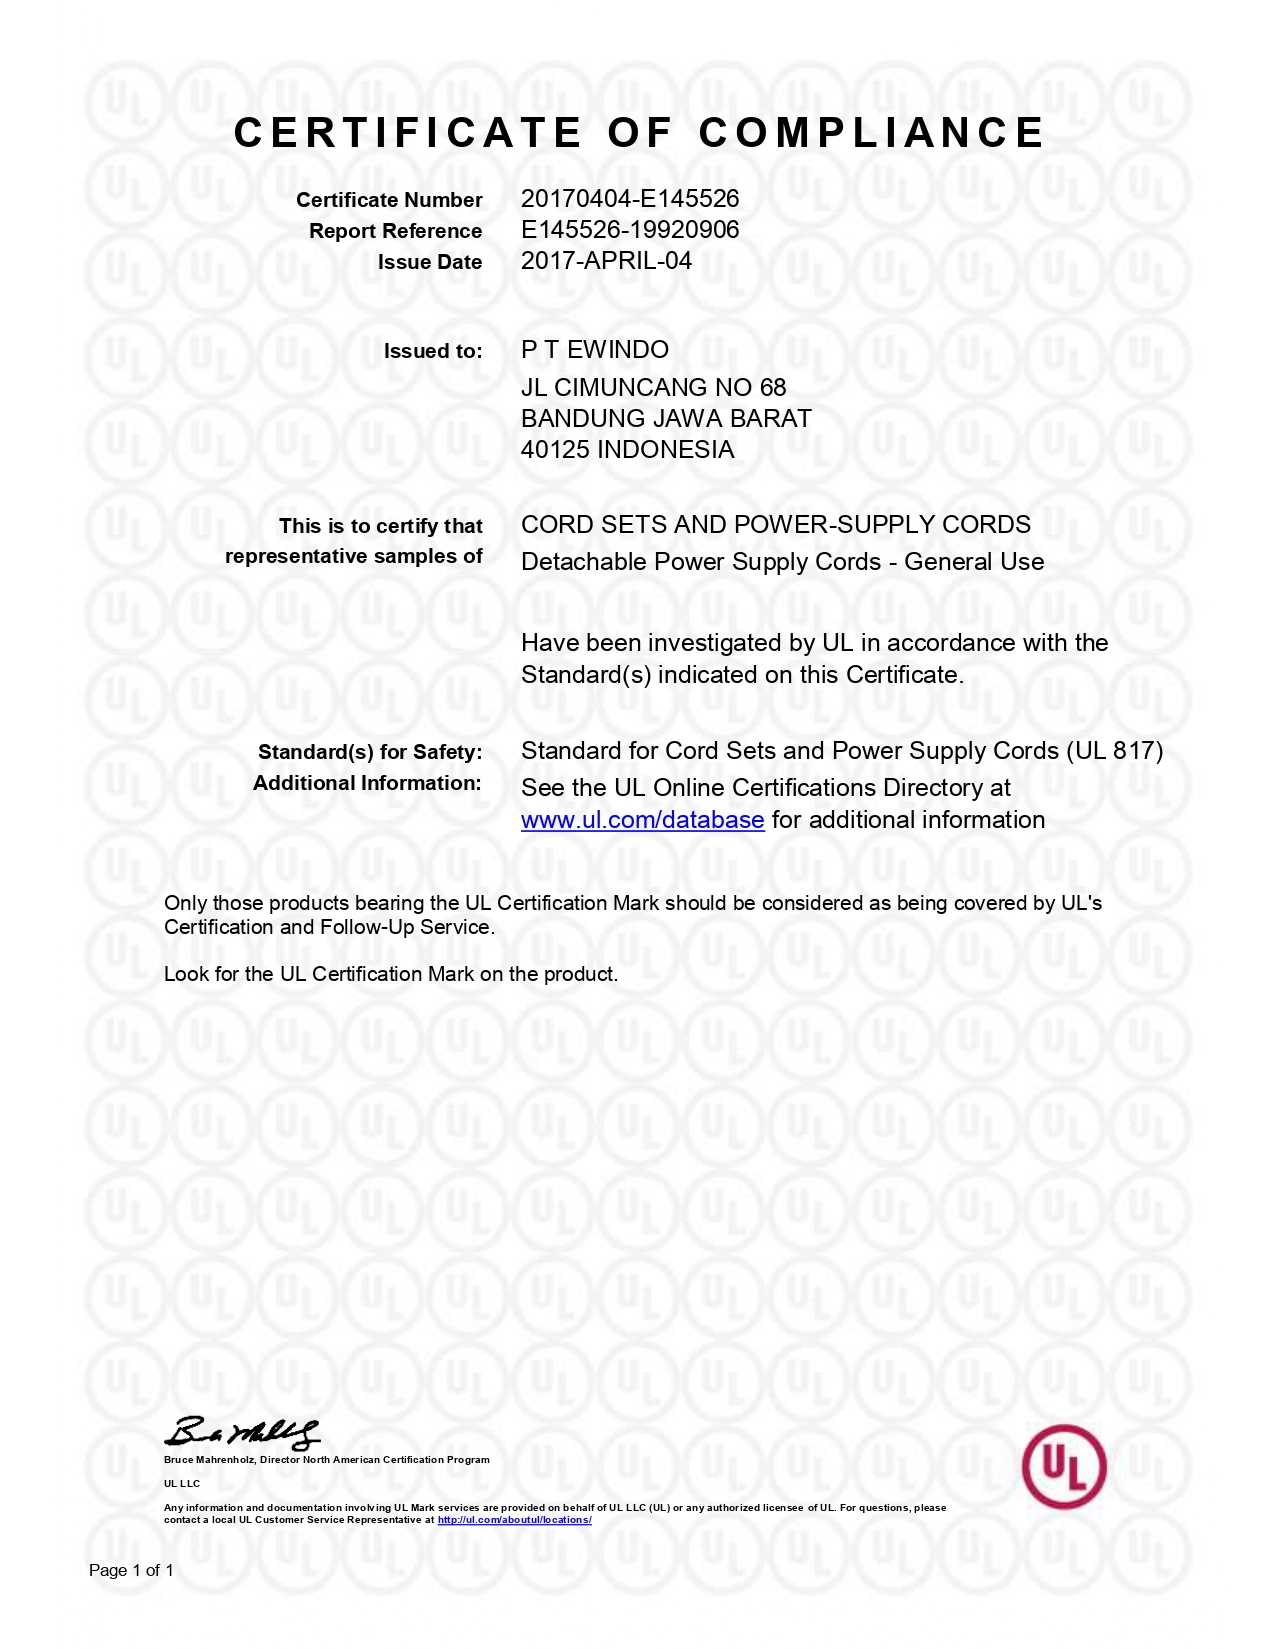 CERTIFICATE OF COMPLIANCE
Certificate Number 20170404-E145526
Report Reference E145526-19920906
Issue Date 2017-APRIL-04
Issued to: P T EWINDO
JL CIMUNCANG NO 68
BANDUNG JAWA BARAT
40125 INDONESIA
This is to certify that CORD SETS AND POWER-SUPPLY CORDS
representative samples of Detachable Power Supply Cords - General Use
Have been investigated by UL in accordance with the
Standard(s) indicated on this Certificate.
Standard(s) for Safety: Standard for Cord Sets and Power Supply Cords (UL 817)
Additional Information: See the UL Online Certifications Directory at
www.ul.com/database for additional information
Only those products bearing the UL Certification Mark should be considered as being covered by UL's
Certification and Follow-Up Service.
Look for the UL Certification Mark on the product.
Bruce Mahrenholz, Director North American Certification Program
UL LLC
Any information and documentation involving UL Mark services are provided on behalf of UL LLC (UL) or any authorized licensee of UL. For questions, please
contact a local UL Customer Service Representative at http://ul.com/aboutul/locations/
UL
Page 1 of 1